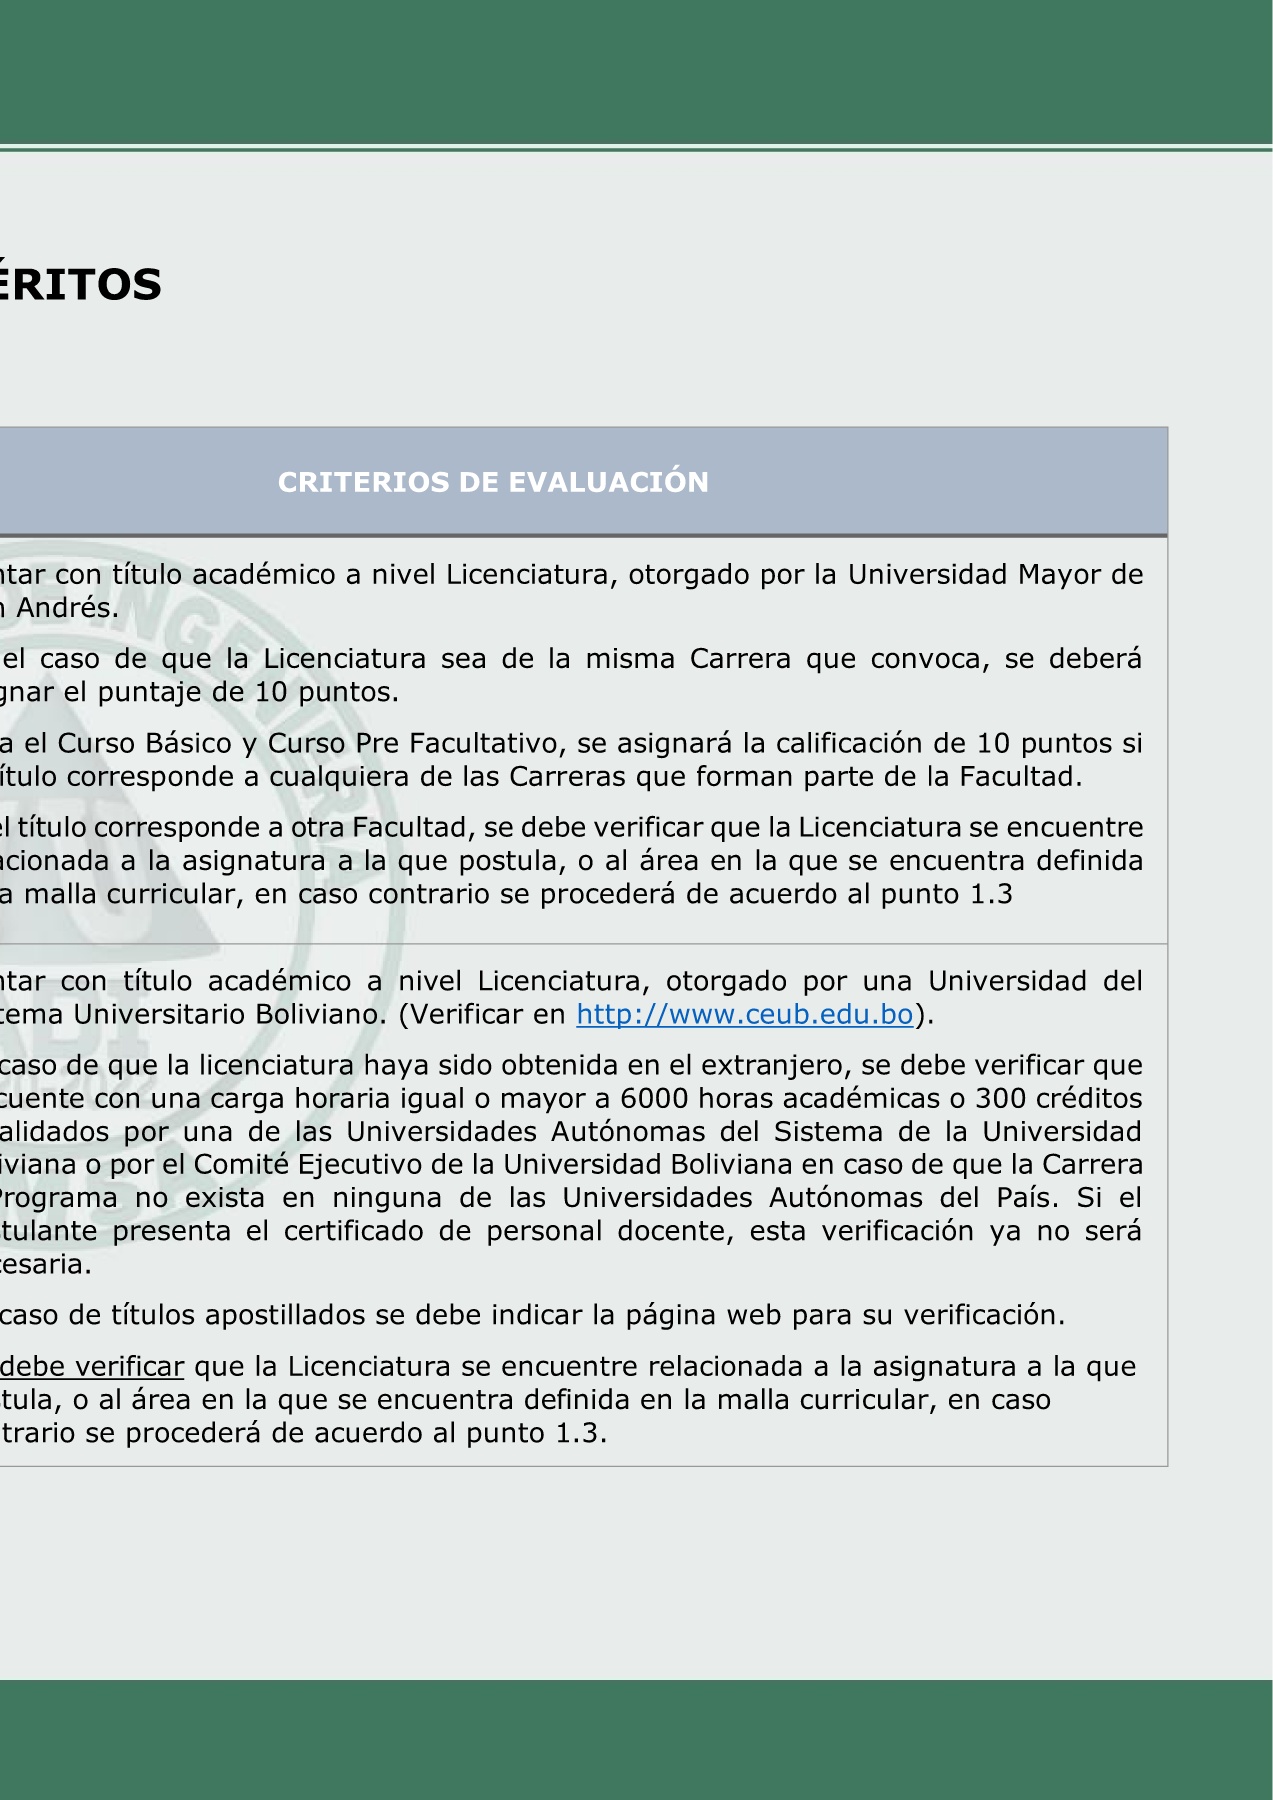 ÉRITOS
CRITERIOS DE EVALUACIÓN
ntar con título académico a nivel Licenciatura, otorgado por la Universidad Mayor de
n Andrés.
el caso de que la Licenciatura sea de la misma Carrera que convoca, se deberá
gnar el puntaje de 10 puntos.
a el Curso Básico y Curso Pre Facultativo, se asignará la calificación de 10 puntos si
ítulo corresponde a cualquiera de las Carreras que forman parte de la Facultad.
el título corresponde a otra Facultad, se debe verificar que la Licenciatura se encuentre
acionada a la asignatura a la que postula, o al área en la que se encuentra definida
a malla curricular, en caso contrario se procederá de acuerdo al punto 1.3
ntar con título académico a nivel Licenciatura, otorgado por una Universidad del
tema Universitario Boliviano. (Verificar en http://www.ceub.edu.bo).
caso de que la licenciatura haya sido obtenida en el extranjero, se debe verificar que
cuente con una carga horaria igual o mayor a 6000 horas académicas o 300 créditos
alidados por una de las Universidades Autónomas del Sistema de la Universidad
iviana o por el Comité Ejecutivo de la Universidad Boliviana en caso de que la Carrera
Programa no exista en ninguna de las Universidades Autónomas del País. Si el
stulante presenta el certificado de personal docente, esta verificación ya no será
cesaria.
caso de títulos apostillados se debe indicar la página web para su verificación.
debe verificar que la Licenciatura se encuentre relacionada a la asignatura a la que
stula, o al área en la que se encuentra definida en la malla curricular, en caso
trario se procederá de acuerdo al punto 1.3.
DE INGENIERIA
U
ADI
20-2022
UMSA